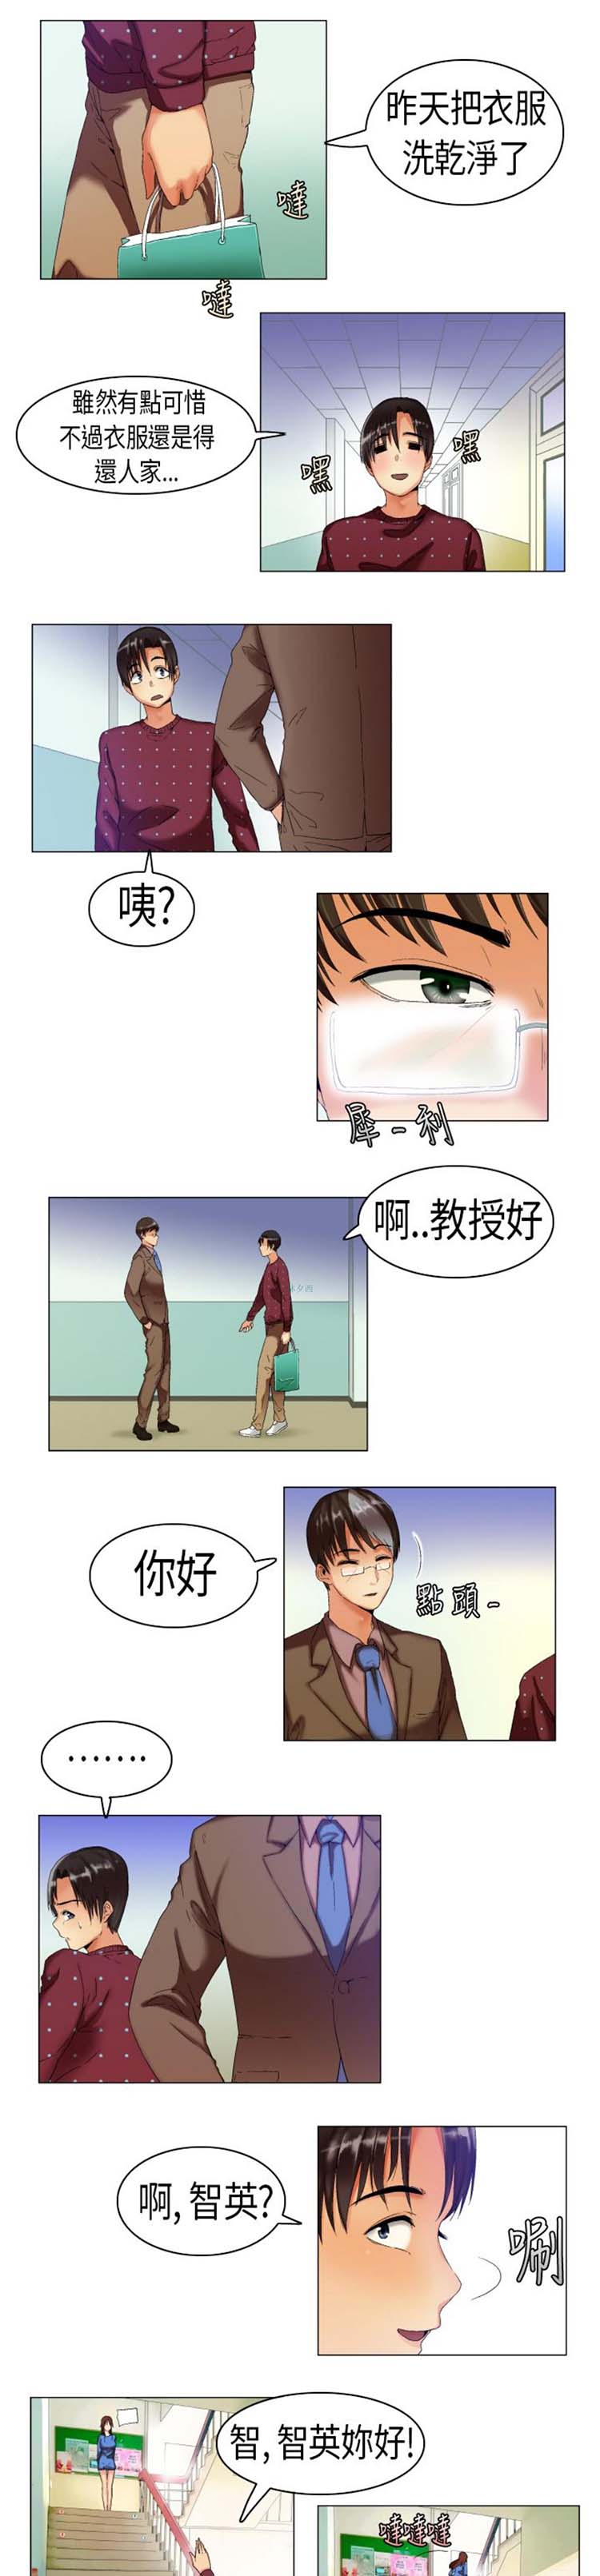 昨天把衣服
洗乾淨了
噠
噠
雖然有點可惜
不過衣服還是得
還人家...
嘿
嘿
咦?
犀-利
啊..教授好
你好
點頭-
.......
啊,智英?
唰
智,智英妳好!
噠噠噠